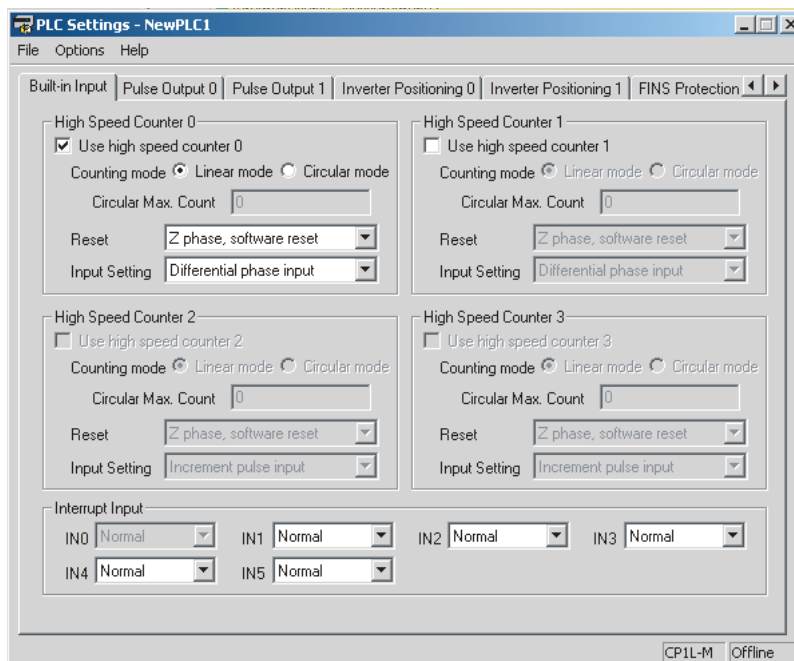 PLC Settings - NewPLC1
File Options Help
Built-in Input Pulse Output 0 Pulse Output 1 Inverter Positioning 0 Inverter Positioning 1 FINS Protection
High Speed Counter 0
Use high speed counter 0
Counting mode Linear mode Circular mode
Circular Max. Count 0
Reset Z phase, software reset
Input Setting Differential phase input
High Speed Counter 1
Use high speed counter 1
Counting mode Linear mode Circular mode
Circular Max. Count 0
Reset Z phase, software reset
Input Setting Differential phase input
High Speed Counter 2
Use high speed counter 2
Counting mode Linear mode Circular mode
Circular Max. Count 0
Reset Z phase, software reset
Input Setting Increment pulse input
High Speed Counter 3
Use high speed counter 3
Counting mode Linear mode Circular mode
Circular Max. Count 0
Reset Z phase, software reset
Input Setting Increment pulse input
Interrupt Input
IN0 Normal IN1 Normal IN2 Normal IN3 Normal
IN4 Normal IN5 Normal
CP1L-M Offline